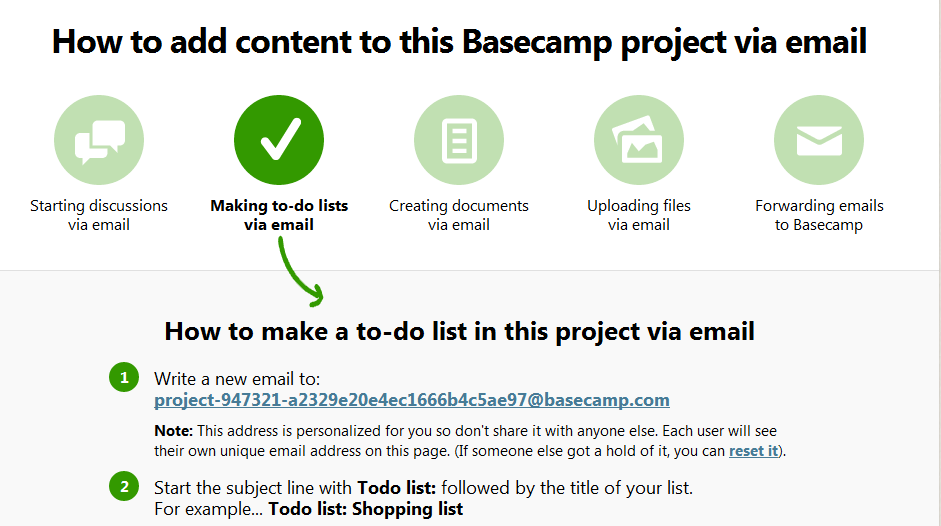 How to add content to this Basecamp project via email
Starting discussions
via email
Making to-do lists
via email
Creating documents
via email
Uploading files
via email
Forwarding emails
to Basecamp
How to make a to-do list in this project via email
1 Write a new email to:
project-947321-a2329e20e4ec1666b4c5ae97@basecamp.com
Note: This address is personalized for you so don't share it with anyone else. Each user will see
their own unique email address on this page. (If someone else got a hold of it, you can reset it).
2 Start the subject line with Todo list: followed by the title of your list.
For example... Todo list: Shopping list